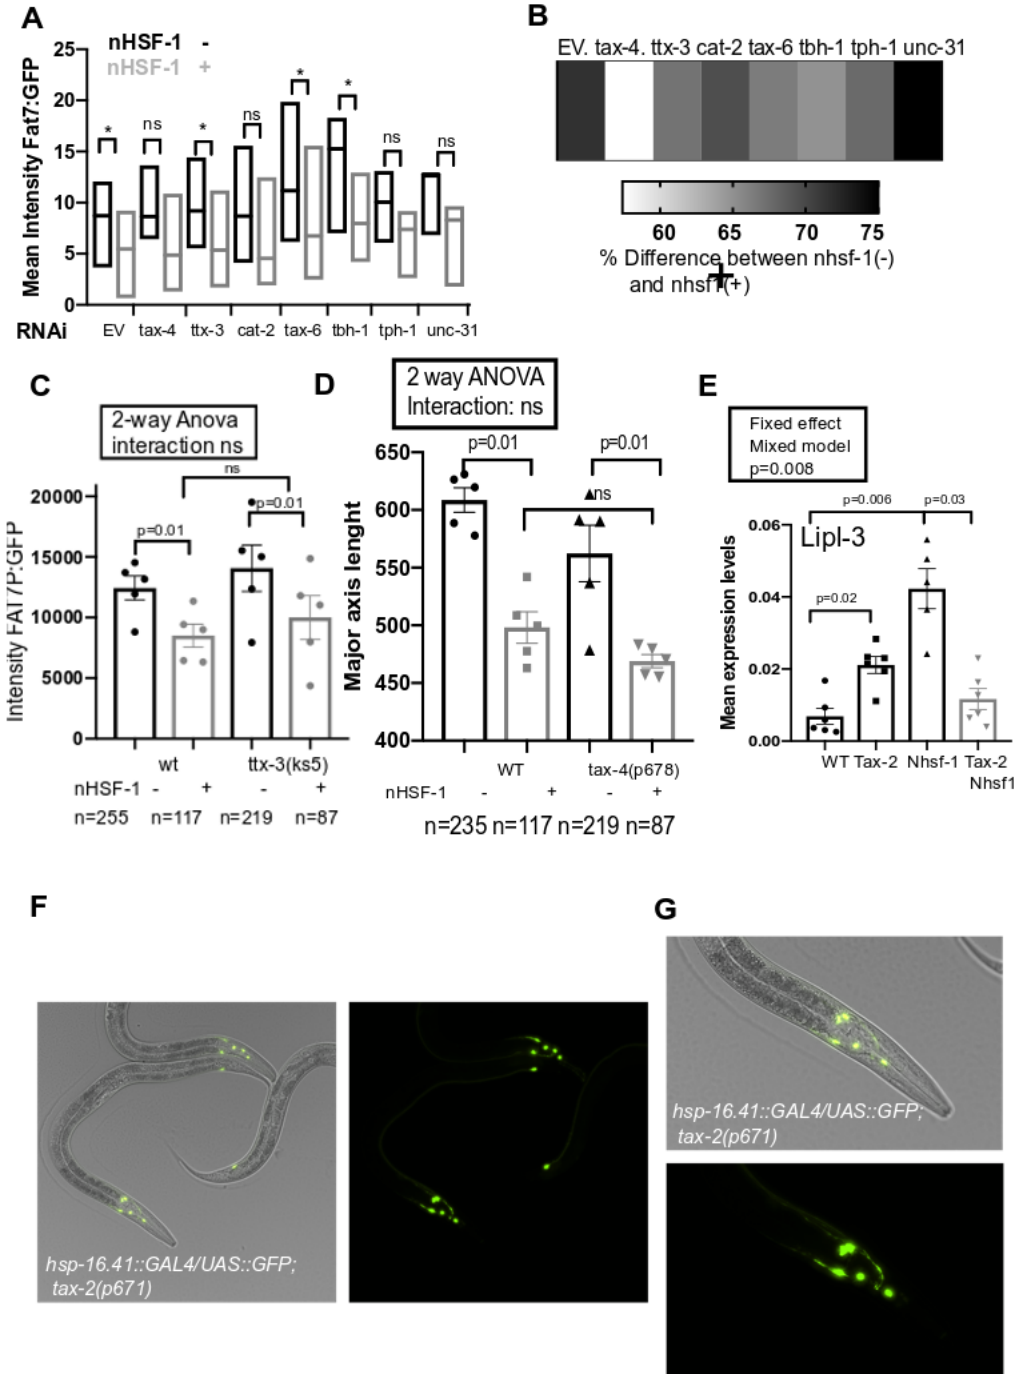 A
nHSF-1 -
nHSF-1 +
Mean Intensity Fat7:GFP
25
20
15
10
5
0
* ns * ns * * ns ns
RNAi EV tax-4 ttx-3 cat-2 tax-6 tbh-1 tph-1 unc-31
B
EV. tax-4. ttx-3 cat-2 tax-6 tbh-1 tph-1 unc-31
60 65 70 75
% Difference between nhsf-1(-)
and nhsf1(+)
C
2-way Anova
interaction ns
Intensity FAT7P:GFP
ns
p=0.01
p=0.01
20000
15000
10000
5000
0
wt ttx-3(ks5)
nHSF-1 - + - +
n=255 n=117 n=219 n=87
D
2 way ANOVA
Interaction: ns
Major axis lenght
p=0.01 p=0.01
ns
650
600
550
500
450
400
WT tax-4(p678)
nHSF-1 - + - +
n=235 n=117 n=219 n=87
E
Fixed effect
Mixed model
p=0.008
p=0.006 p=0.03
Lipl-3
p=0.02
Mean expression levels
0.06
0.04
0.02
0.00
WT Tax-2 Nhsf-1 Tax-2
Nhsf1
F
hsp-16.41::GAL4/UAS::GFP;
tax-2(p671)
G
hsp-16.41::GAL4/UAS::GFP;
tax-2(p671)